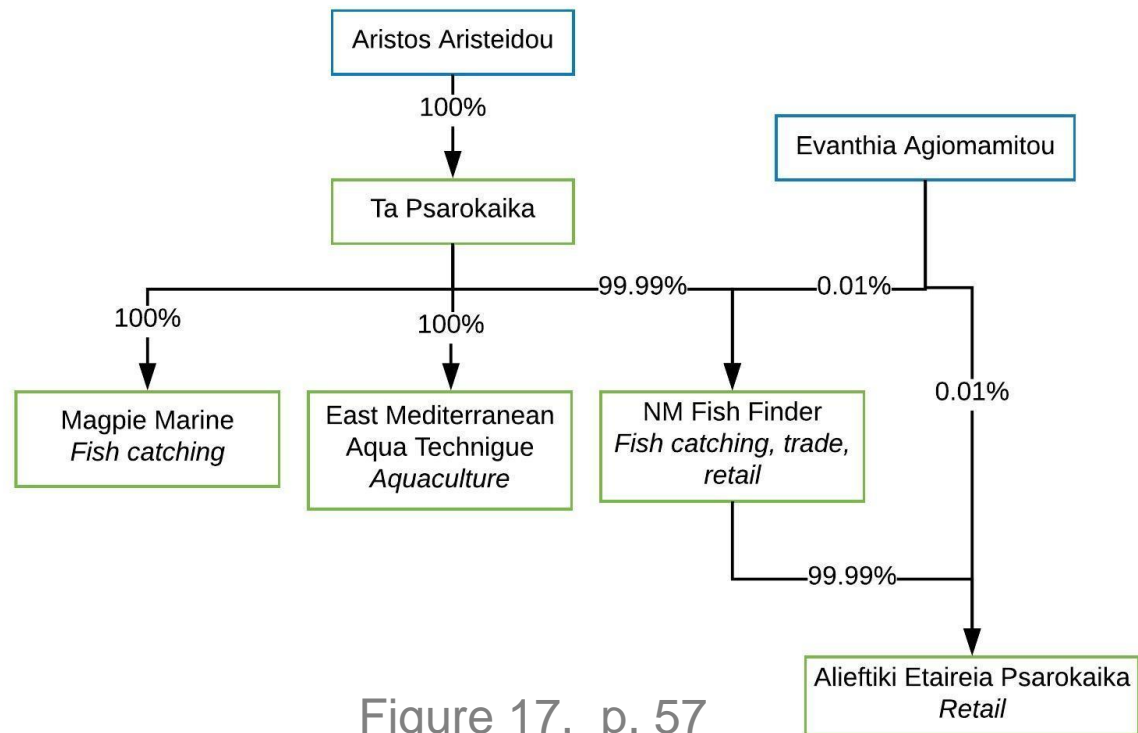 Aristos Aristeidou
100%
Evanthia Agiomamitou
Ta Psarokaika
99.99%
0.01%
100%
100%
0.01%
Magpie Marine
Fish catching
East Mediterranean
Aqua Technigue
Aquaculture
NM Fish Finder
Fish catching, trade,
retail
99.99%
Alieftiki Etaireia Psarokaika
Retail
Figure 17, p. 57